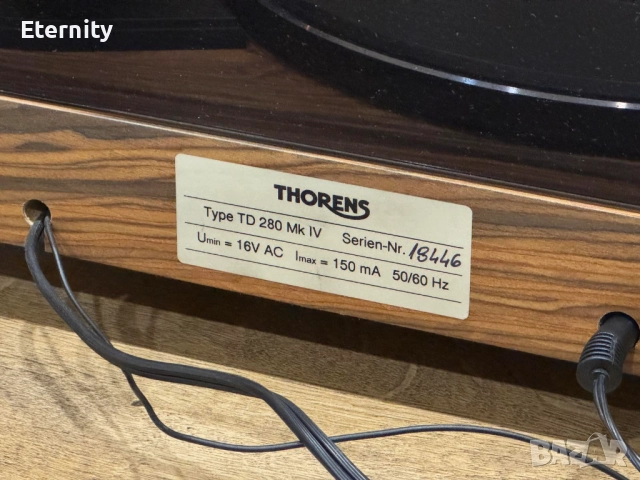 Eternity
THORENS
Type TD 280 Mk IV Serien-Nr. 18446
Umin = 16V AC Imax = 150 mA 50/60 Hz
BAZAR